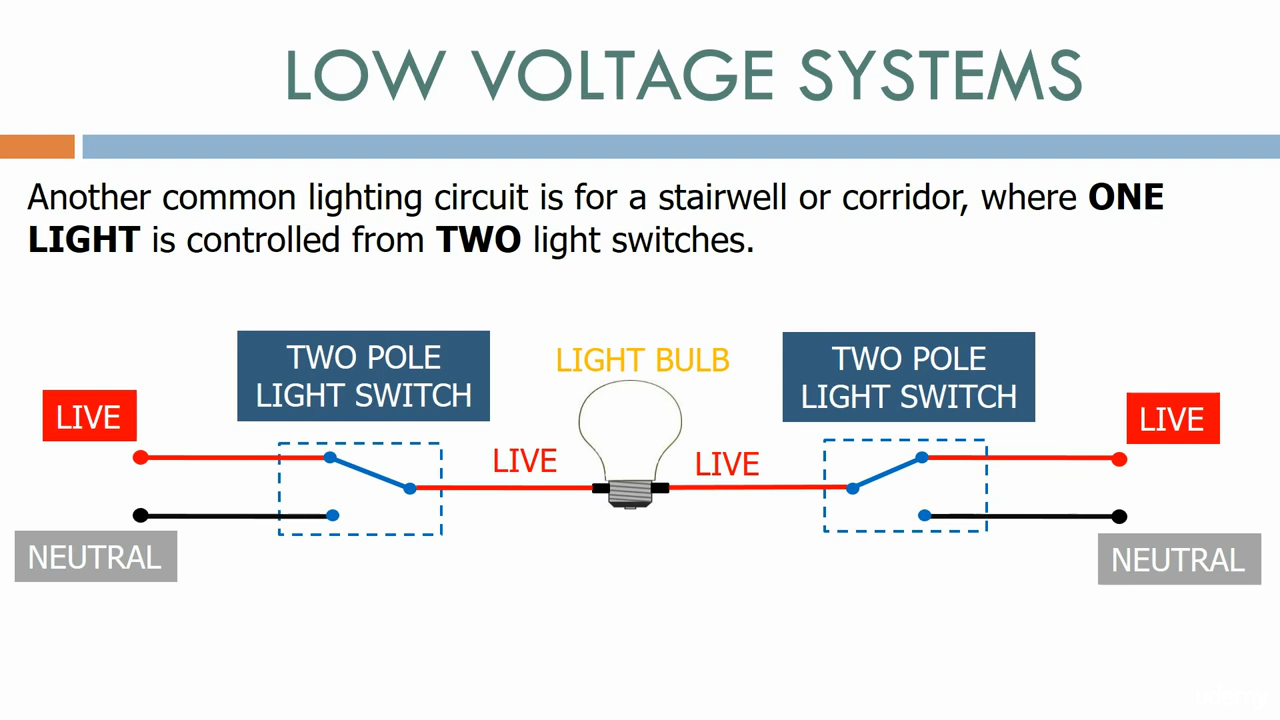 LOW VOLTAGE SYSTEMS
Another common lighting circuit is for a stairwell or corridor, where ONE
LIGHT is controlled from TWO light switches.
TWO POLE
LIGHT SWITCH
LIGHT BULB
TWO POLE
LIGHT SWITCH
LIVE
LIVE
LIVE
LIVE
NEUTRAL
NEUTRAL